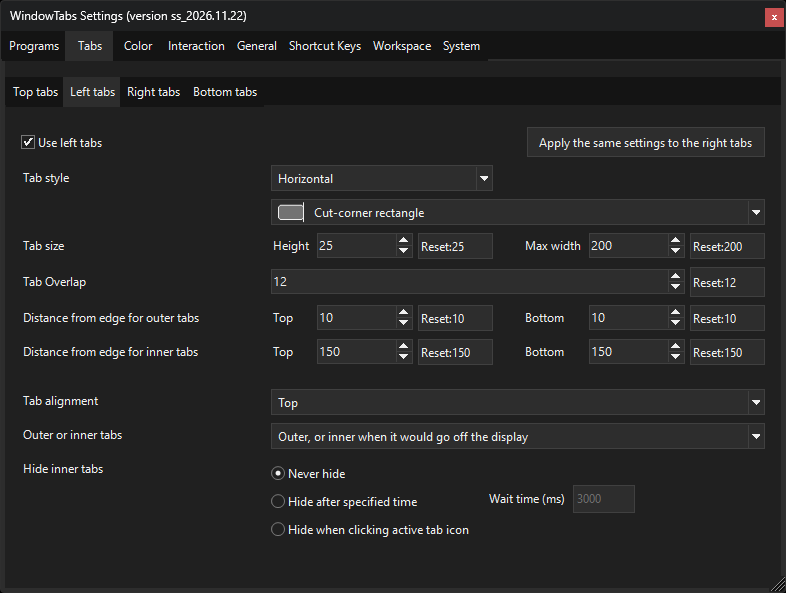 WindowTabs Settings (version ss_2026.11.22)
x
Programs Tabs Color Interaction General Shortcut Keys Workspace System
Top tabs Left tabs Right tabs Bottom tabs
Use left tabs
Apply the same settings to the right tabs
Tab style
Horizontal
Cut-corner rectangle
Tab size Height 25 Reset:25 Max width 200 Reset:200
Tab Overlap 12 Reset:12
Distance from edge for outer tabs Top 10 Reset:10 Bottom 10 Reset:10
Distance from edge for inner tabs Top 150 Reset:150 Bottom 150 Reset:150
Tab alignment Top
Outer or inner tabs Outer, or inner when it would go off the display
Hide inner tabs Never hide
Hide after specified time Wait time (ms) 3000
Hide when clicking active tab icon